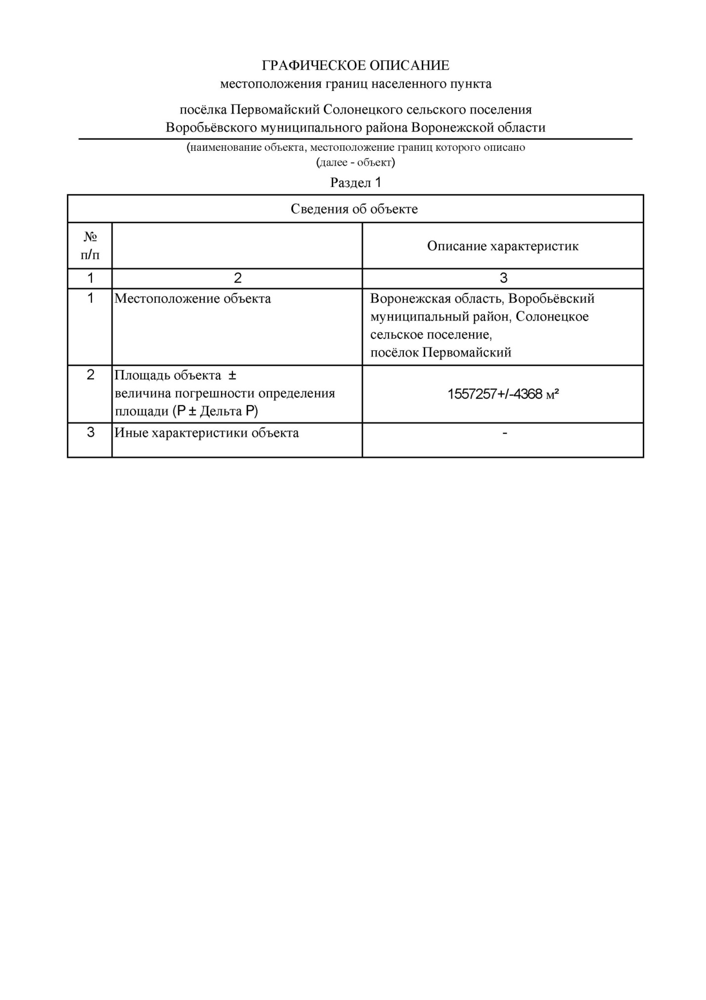 ГРАФИЧЕСКОЕ ОПИСАНИЕ
местоположения границ населенного пункта
посёлка Первомайский Солонецкого сельского поселения
Воробьёвского муниципального района Воронежской области
(наименование объекта, местоположение границ которого описано
(далее - объект)
Раздел 1
Сведения об объекте
№
п/п
Описание характеристик
1 2 3
1 Местоположение объекта
Воронежская область, Воробьёвский
муниципальный район, Солонецкое
сельское поселение,
посёлок Первомайский
2 Площадь объекта ±
величина погрешности определения
площади (P ± Дельта P)
1557257+/-4368 м²
3 Иные характеристики объекта -